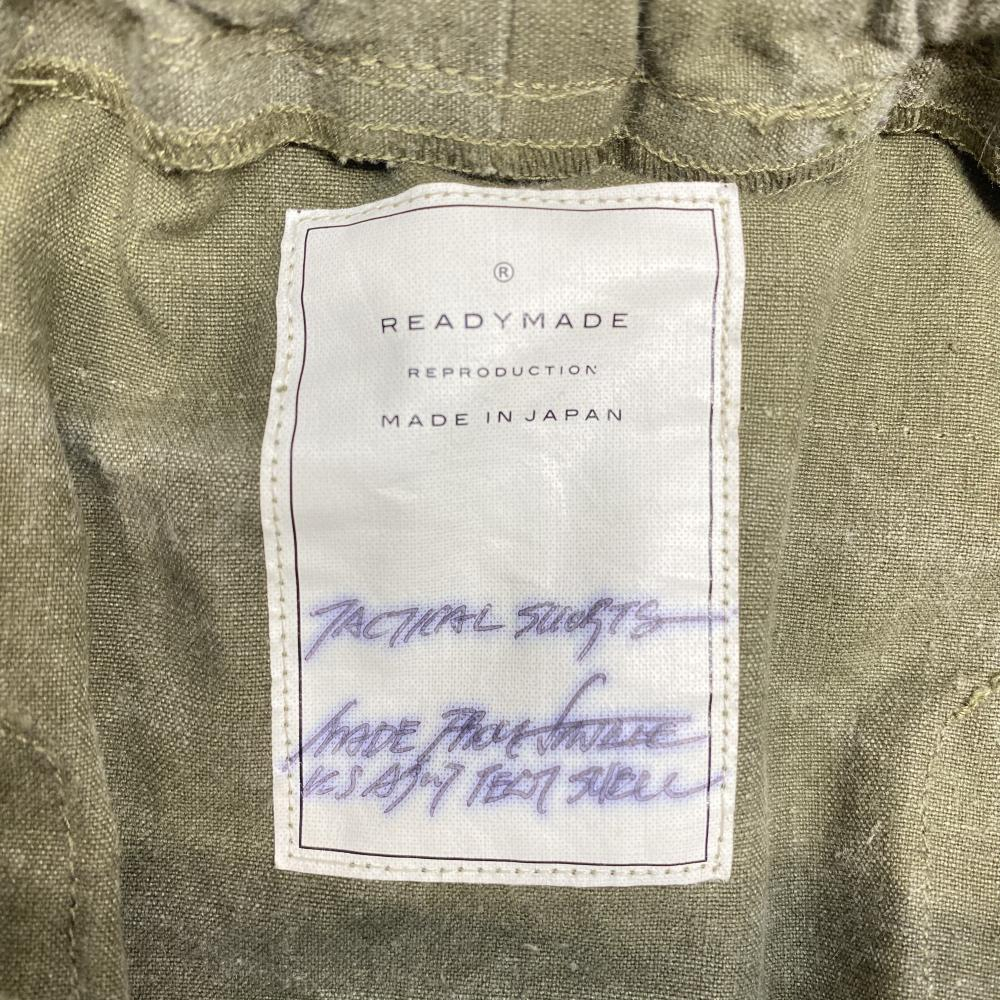 ®
READYMADE
REPRODUCTION
MADE IN JAPAN
TACTICAL SHORTS
MADE FROM VINTAGE
U.S ARMY TENT SHELL